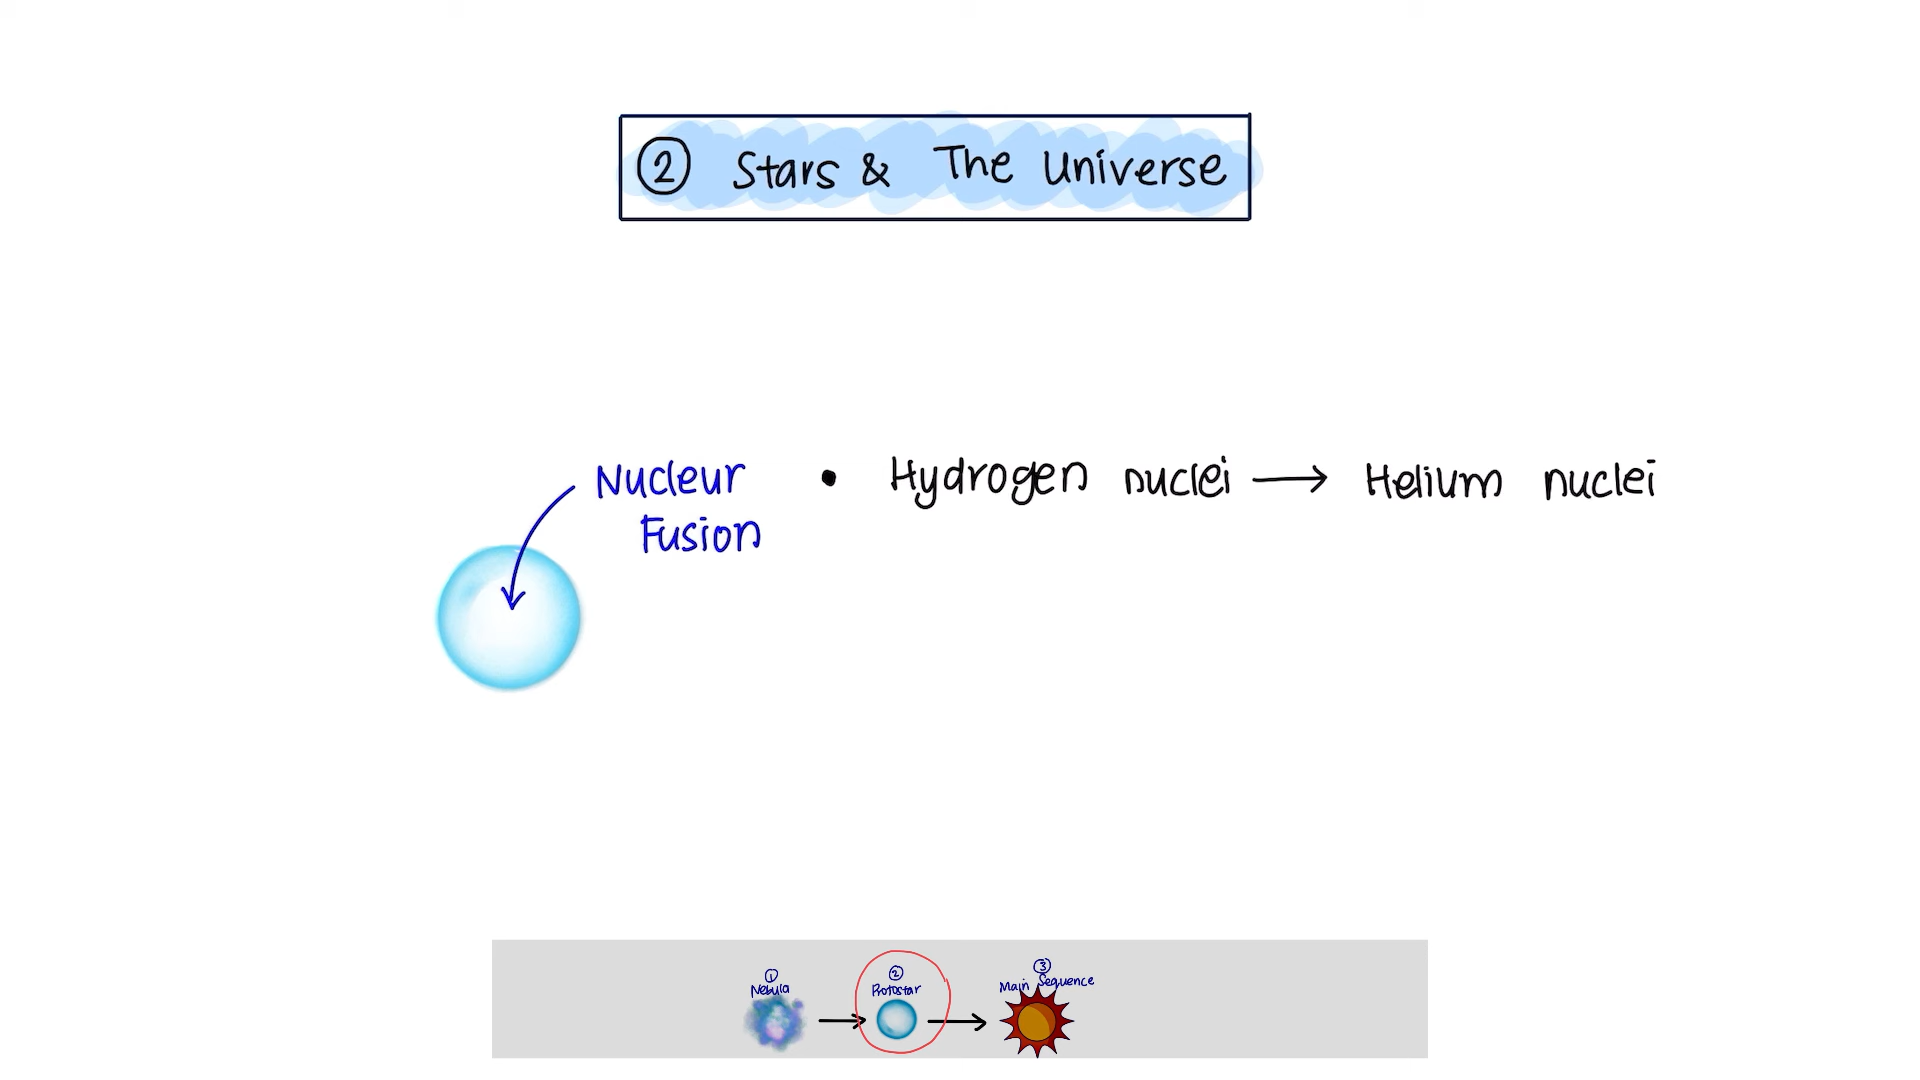 ② Stars & The Universe
Nucleur
Fusion
• Hydrogen nuclei → Helium nuclei
①
Nebula
②
Protostar
③
Main Sequence